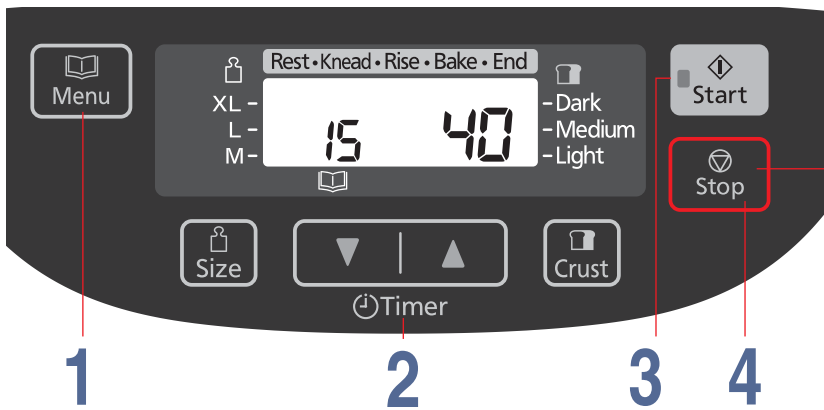 Menu
Rest • Knead • Rise • Bake • End
XL –
L –
M –
15 40
– Dark
– Medium
– Light
Start
Stop
Size
Timer
Crust
1
2
3
4